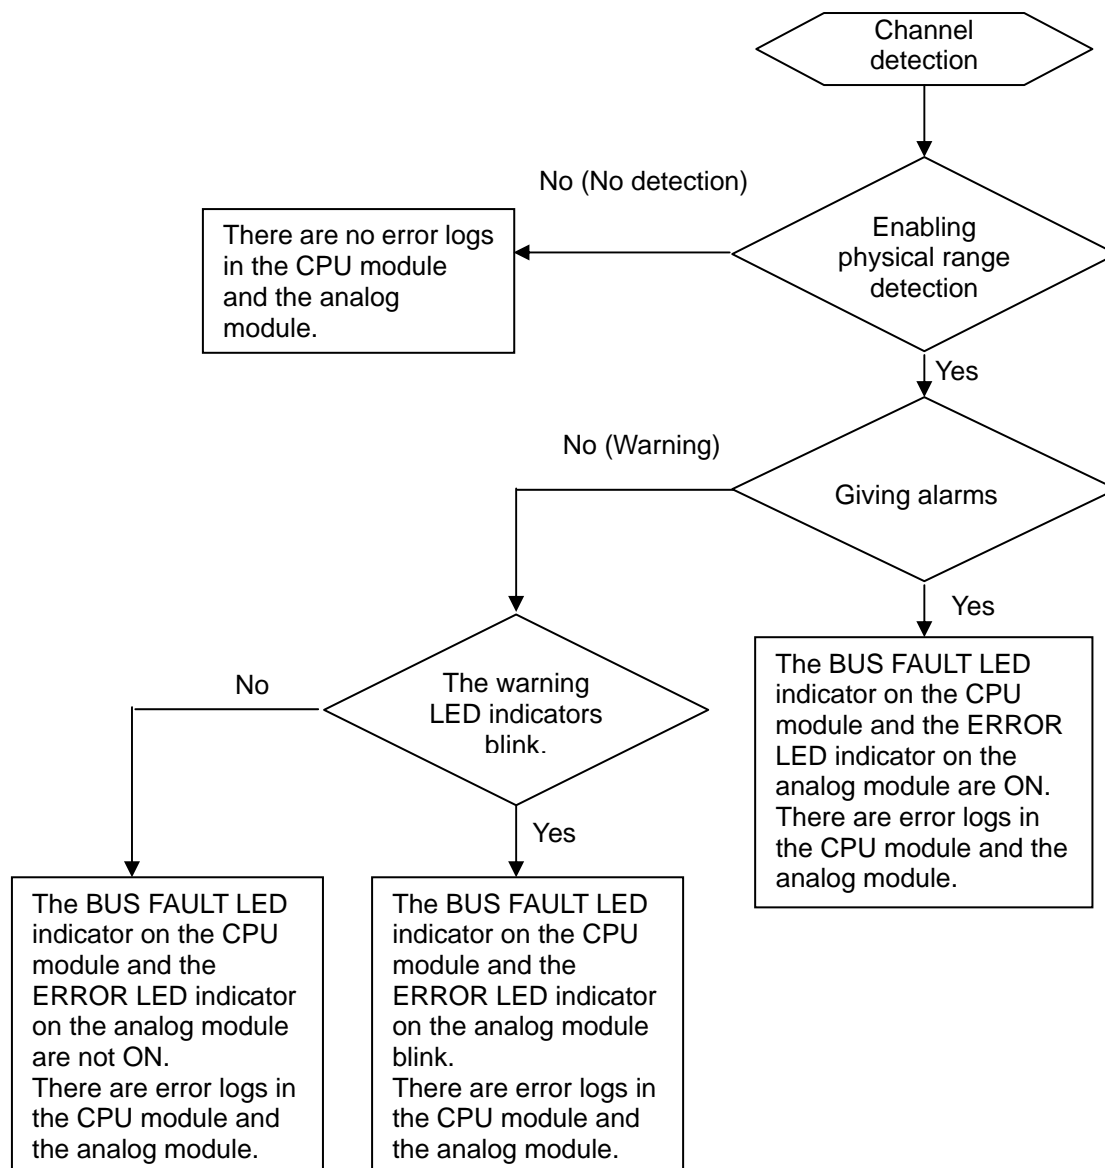 Channel
detection
No (No detection)
There are no error logs
in the CPU module
and the analog
module.
Enabling
physical range
detection
Yes
No (Warning)
Giving alarms
Yes
The BUS FAULT LED
indicator on the CPU
module and the ERROR
LED indicator on the
analog module are ON.
There are error logs in
the CPU module and the
analog module.
No
The warning
LED indicators
blink.
Yes
The BUS FAULT LED
indicator on the CPU
module and the
ERROR LED indicator
on the analog module
are not ON.
There are error logs in
the CPU module and
the analog module.
The BUS FAULT LED
indicator on the CPU
module and the
ERROR LED indicator
on the analog module
blink.
There are error logs in
the CPU module and
the analog module.